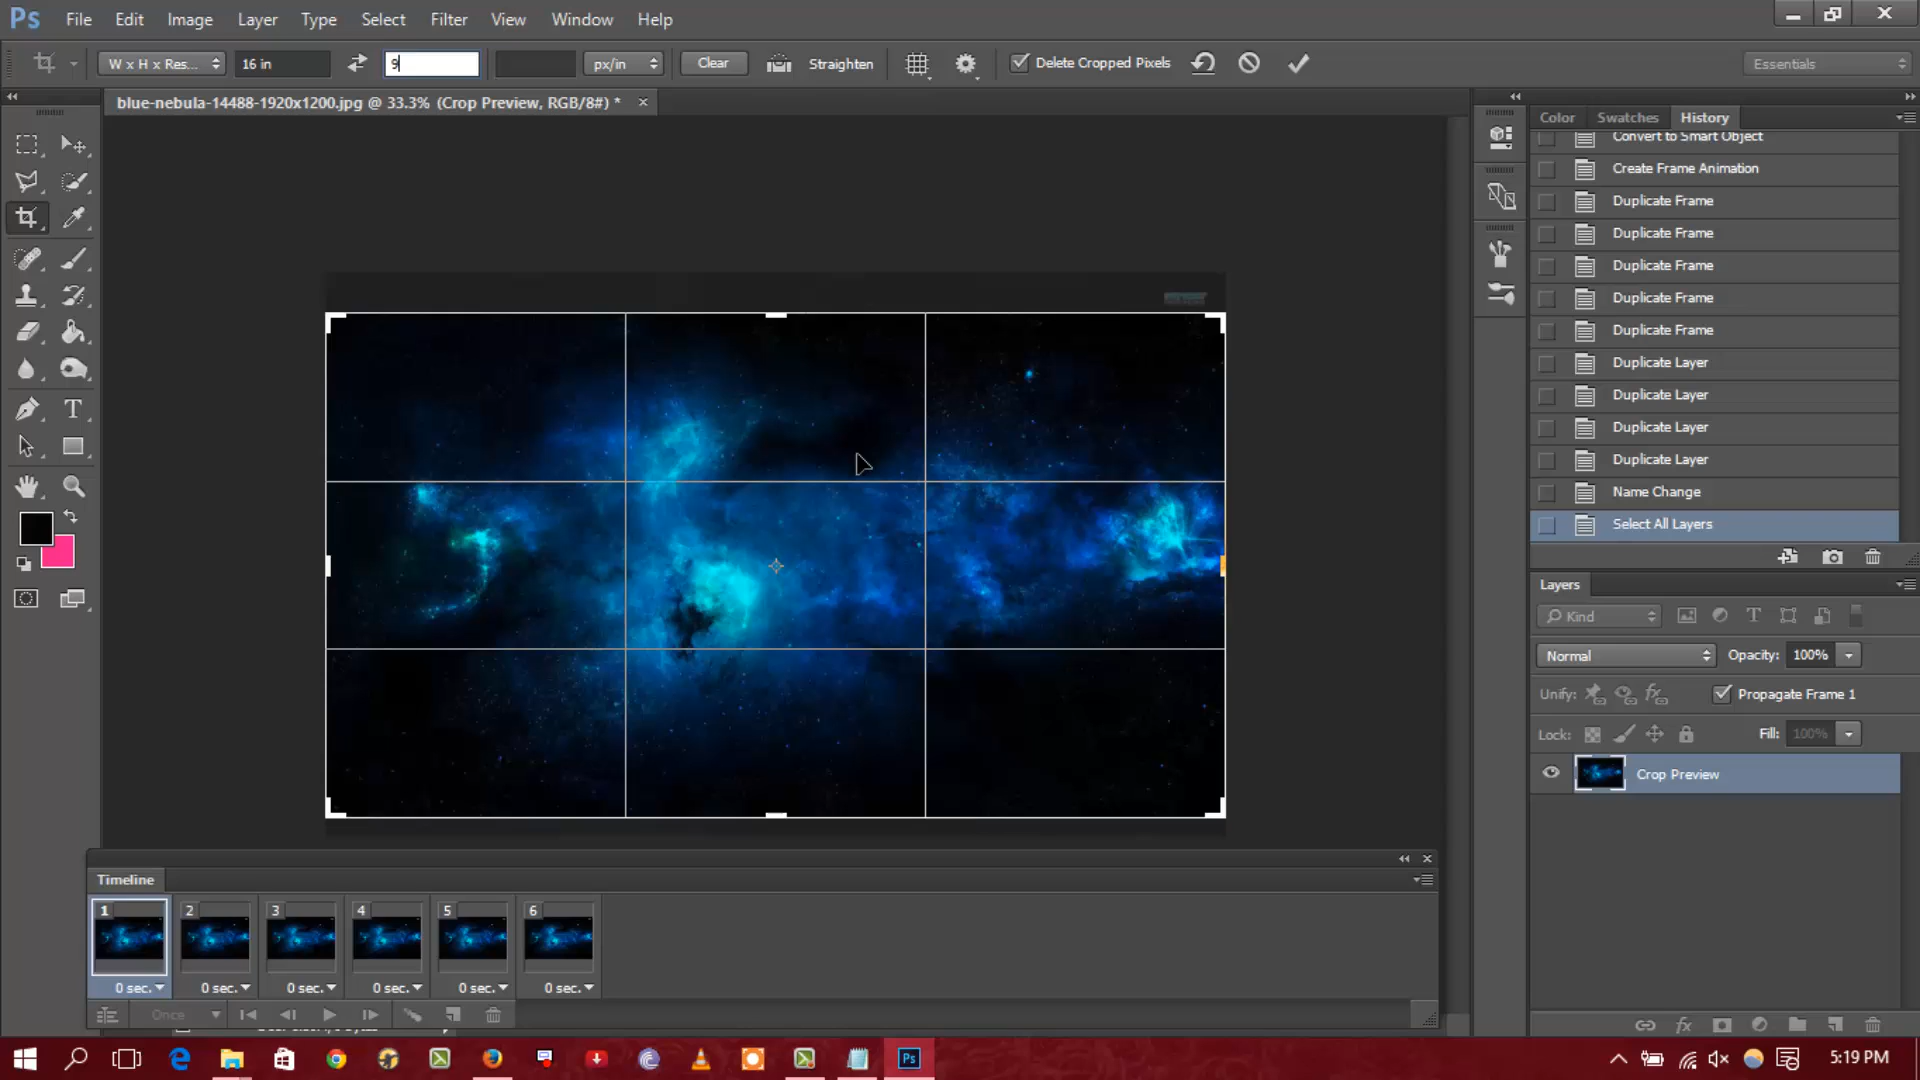 Ps File Edit Image Layer Type Select Filter View Window Help
W x H x Res... 16 in 9 px/in Clear Straighten Delete Cropped Pixels Essentials
blue-nebula-14488-1920x1200.jpg @ 33.3% (Crop Preview, RGB/8#) * ×
Color Swatches History
Convert to Smart Object
Create Frame Animation
Duplicate Frame
Duplicate Frame
Duplicate Frame
Duplicate Frame
Duplicate Frame
Duplicate Layer
Duplicate Layer
Duplicate Layer
Duplicate Layer
Name Change
Select All Layers
Layers
Kind
Normal Opacity: 100%
Unify: Propagate Frame 1
Lock: Fill: 100%
Crop Preview
Timeline
1 2 3 4 5 6
0 sec. 0 sec. 0 sec. 0 sec. 0 sec. 0 sec.
Once
Ps 5:19 PM